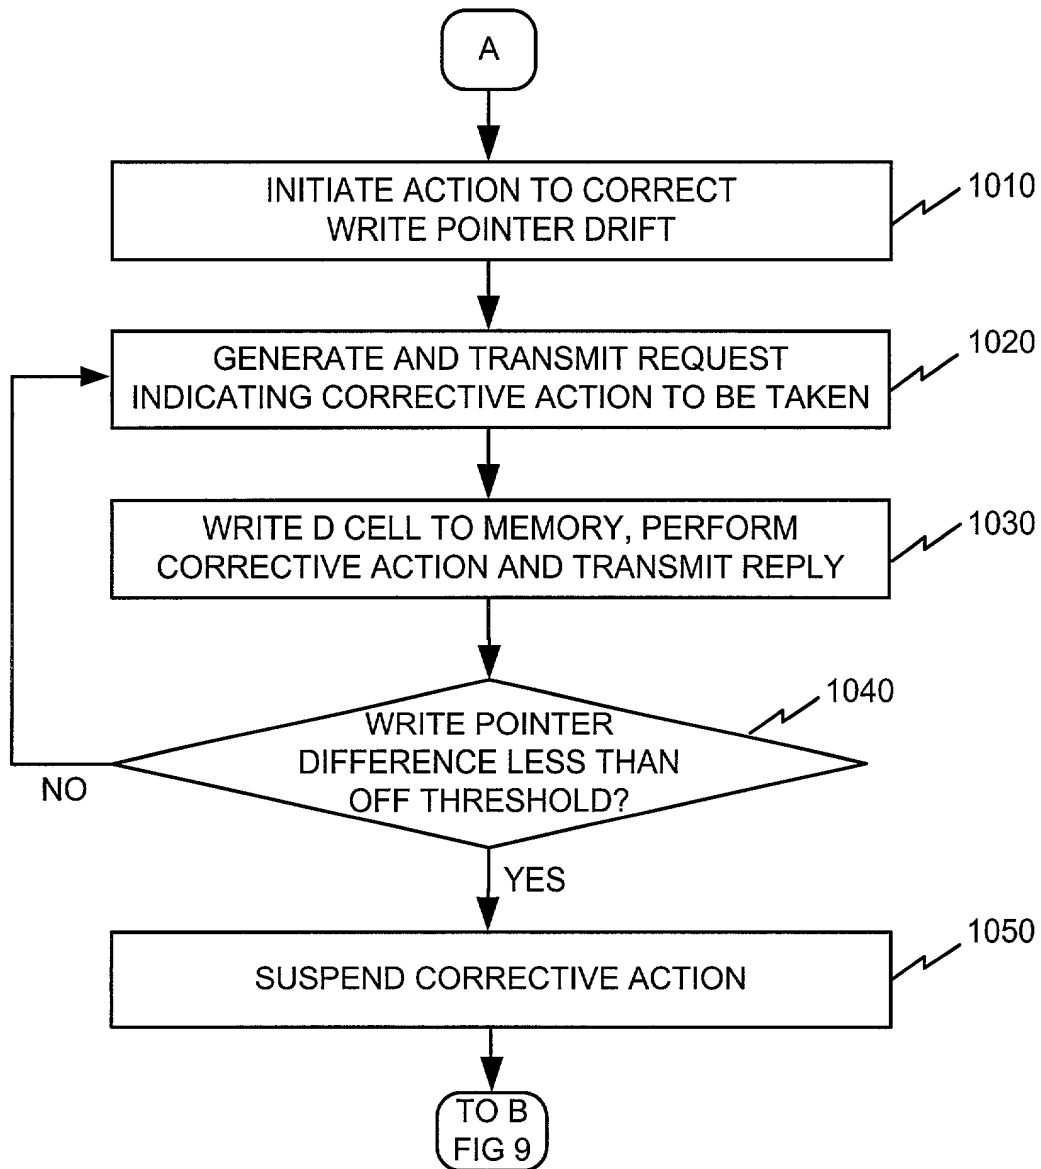 A
INITIATE ACTION TO CORRECT
WRITE POINTER DRIFT
1010
GENERATE AND TRANSMIT REQUEST
INDICATING CORRECTIVE ACTION TO BE TAKEN
1020
WRITE D CELL TO MEMORY, PERFORM
CORRECTIVE ACTION AND TRANSMIT REPLY
1030
WRITE POINTER
DIFFERENCE LESS THAN
OFF THRESHOLD?
1040
NO
YES
SUSPEND CORRECTIVE ACTION
1050
TO B
FIG 9